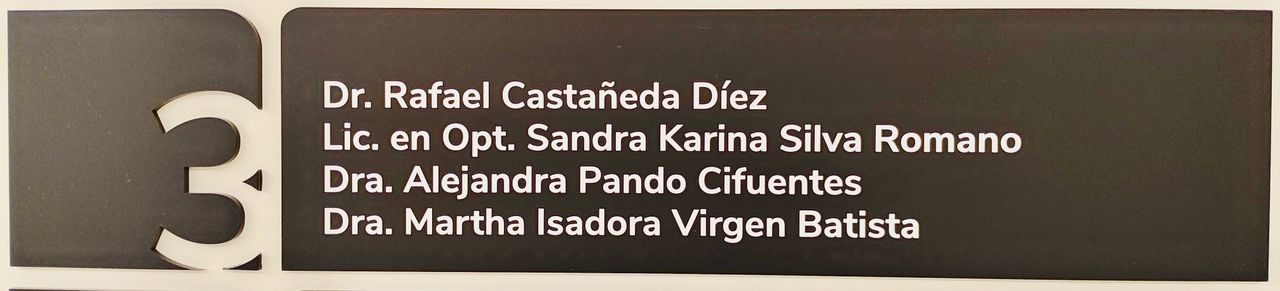 3
Dr. Rafael Castañeda Díez
Lic. en Opt. Sandra Karina Silva Romano
Dra. Alejandra Pando Cifuentes
Dra. Martha Isadora Virgen Batista